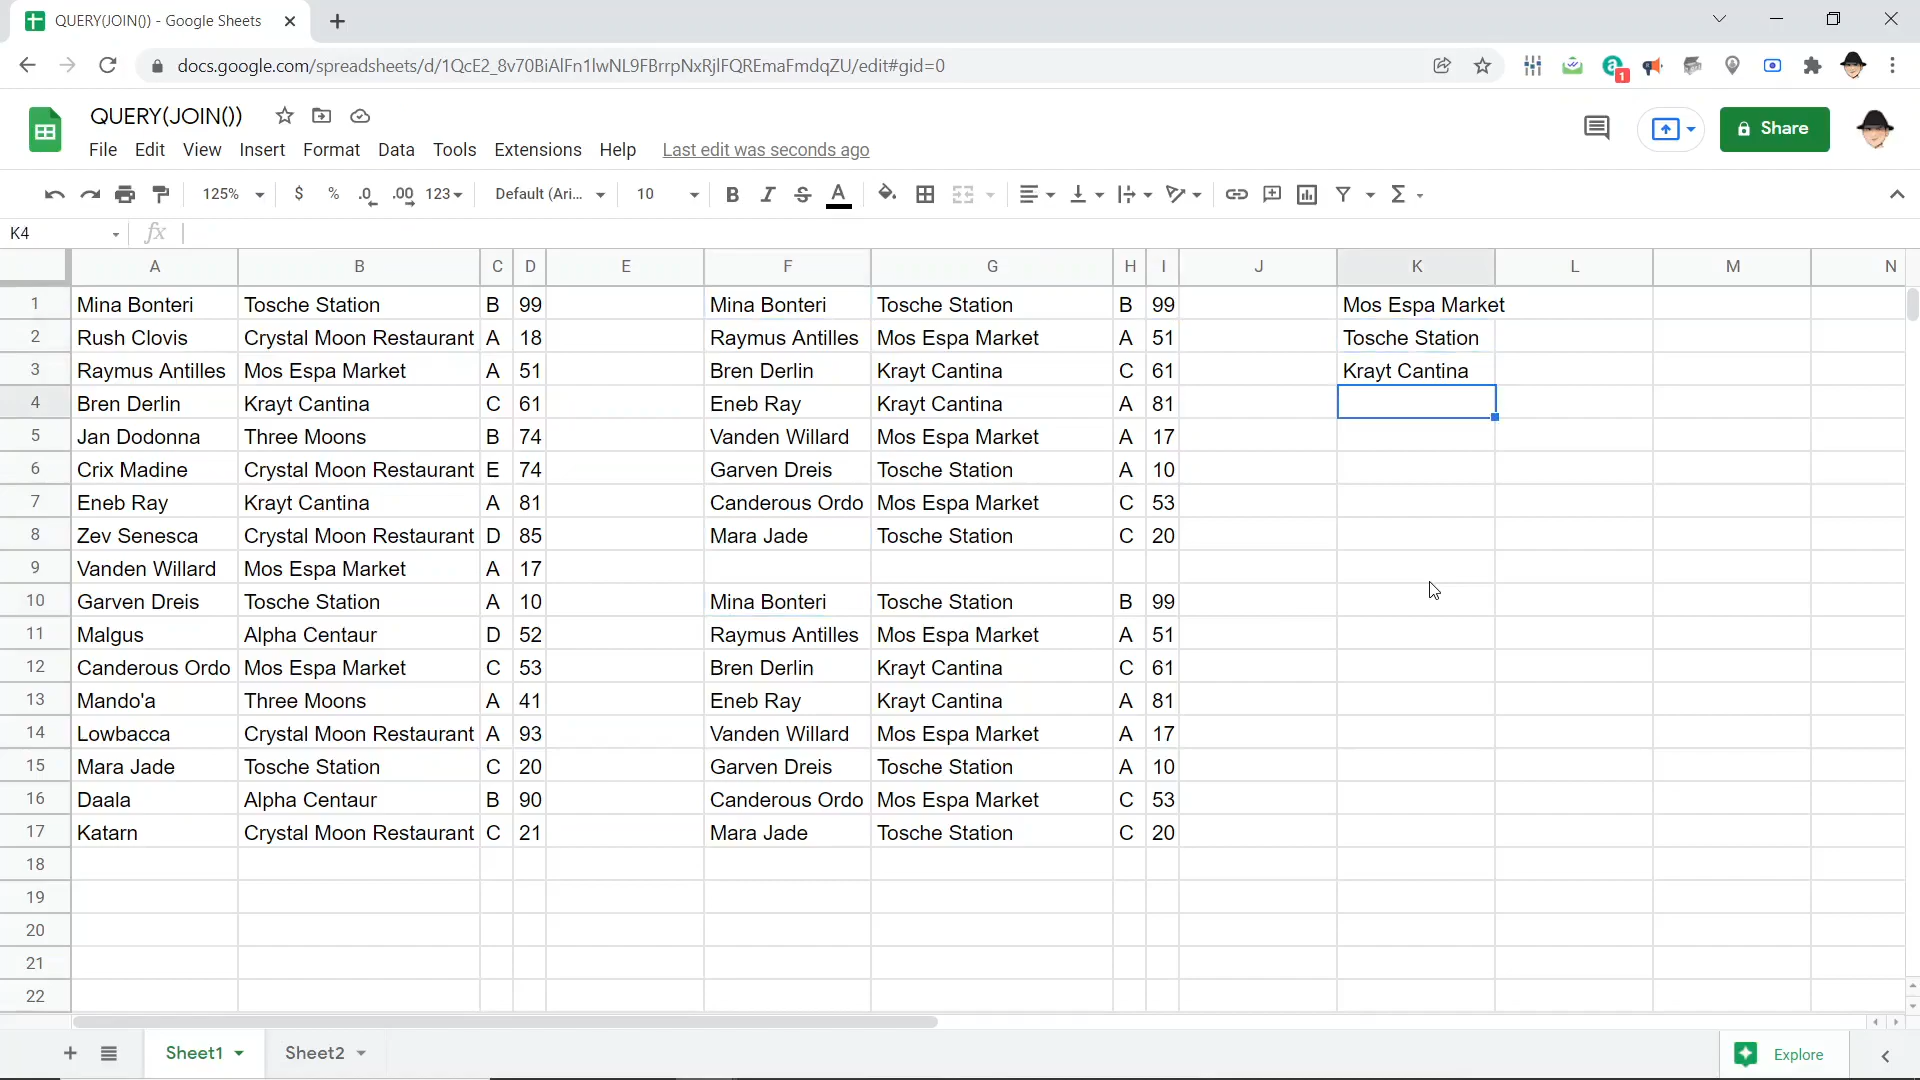 QUERY(JOIN()) - Google Sheets
docs.google.com/spreadsheets/d/1QcE2_8v70BiAlFn1lwNL9FBrrpNxRjlFQREmaFmdqZU/edit#gid=0
1
QUERY(JOIN())
Share
File Edit View Insert Format Data Tools Extensions Help Last edit was seconds ago
125% $ % .0 .00 123 Default (Ari... 10 B I S A Σ
K4 fx
A B C D E F G H I J K L M N
1 Mina Bonteri Tosche Station B 99 Mina Bonteri Tosche Station B 99 Mos Espa Market
2 Rush Clovis Crystal Moon Restaurant A 18 Raymus Antilles Mos Espa Market A 51 Tosche Station
3 Raymus Antilles Mos Espa Market A 51 Bren Derlin Krayt Cantina C 61 Krayt Cantina
4 Bren Derlin Krayt Cantina C 61 Eneb Ray Krayt Cantina A 81
5 Jan Dodonna Three Moons B 74 Vanden Willard Mos Espa Market A 17
6 Crix Madine Crystal Moon Restaurant E 74 Garven Dreis Tosche Station A 10
7 Eneb Ray Krayt Cantina A 81 Canderous Ordo Mos Espa Market C 53
8 Zev Senesca Crystal Moon Restaurant D 85 Mara Jade Tosche Station C 20
9 Vanden Willard Mos Espa Market A 17
10 Garven Dreis Tosche Station A 10 Mina Bonteri Tosche Station B 99
11 Malgus Alpha Centaur D 52 Raymus Antilles Mos Espa Market A 51
12 Canderous Ordo Mos Espa Market C 53 Bren Derlin Krayt Cantina C 61
13 Mando'a Three Moons A 41 Eneb Ray Krayt Cantina A 81
14 Lowbacca Crystal Moon Restaurant A 93 Vanden Willard Mos Espa Market A 17
15 Mara Jade Tosche Station C 20 Garven Dreis Tosche Station A 10
16 Daala Alpha Centaur B 90 Canderous Ordo Mos Espa Market C 53
17 Katarn Crystal Moon Restaurant C 21 Mara Jade Tosche Station C 20
18
19
20
21
22
Sheet1 Sheet2 Explore